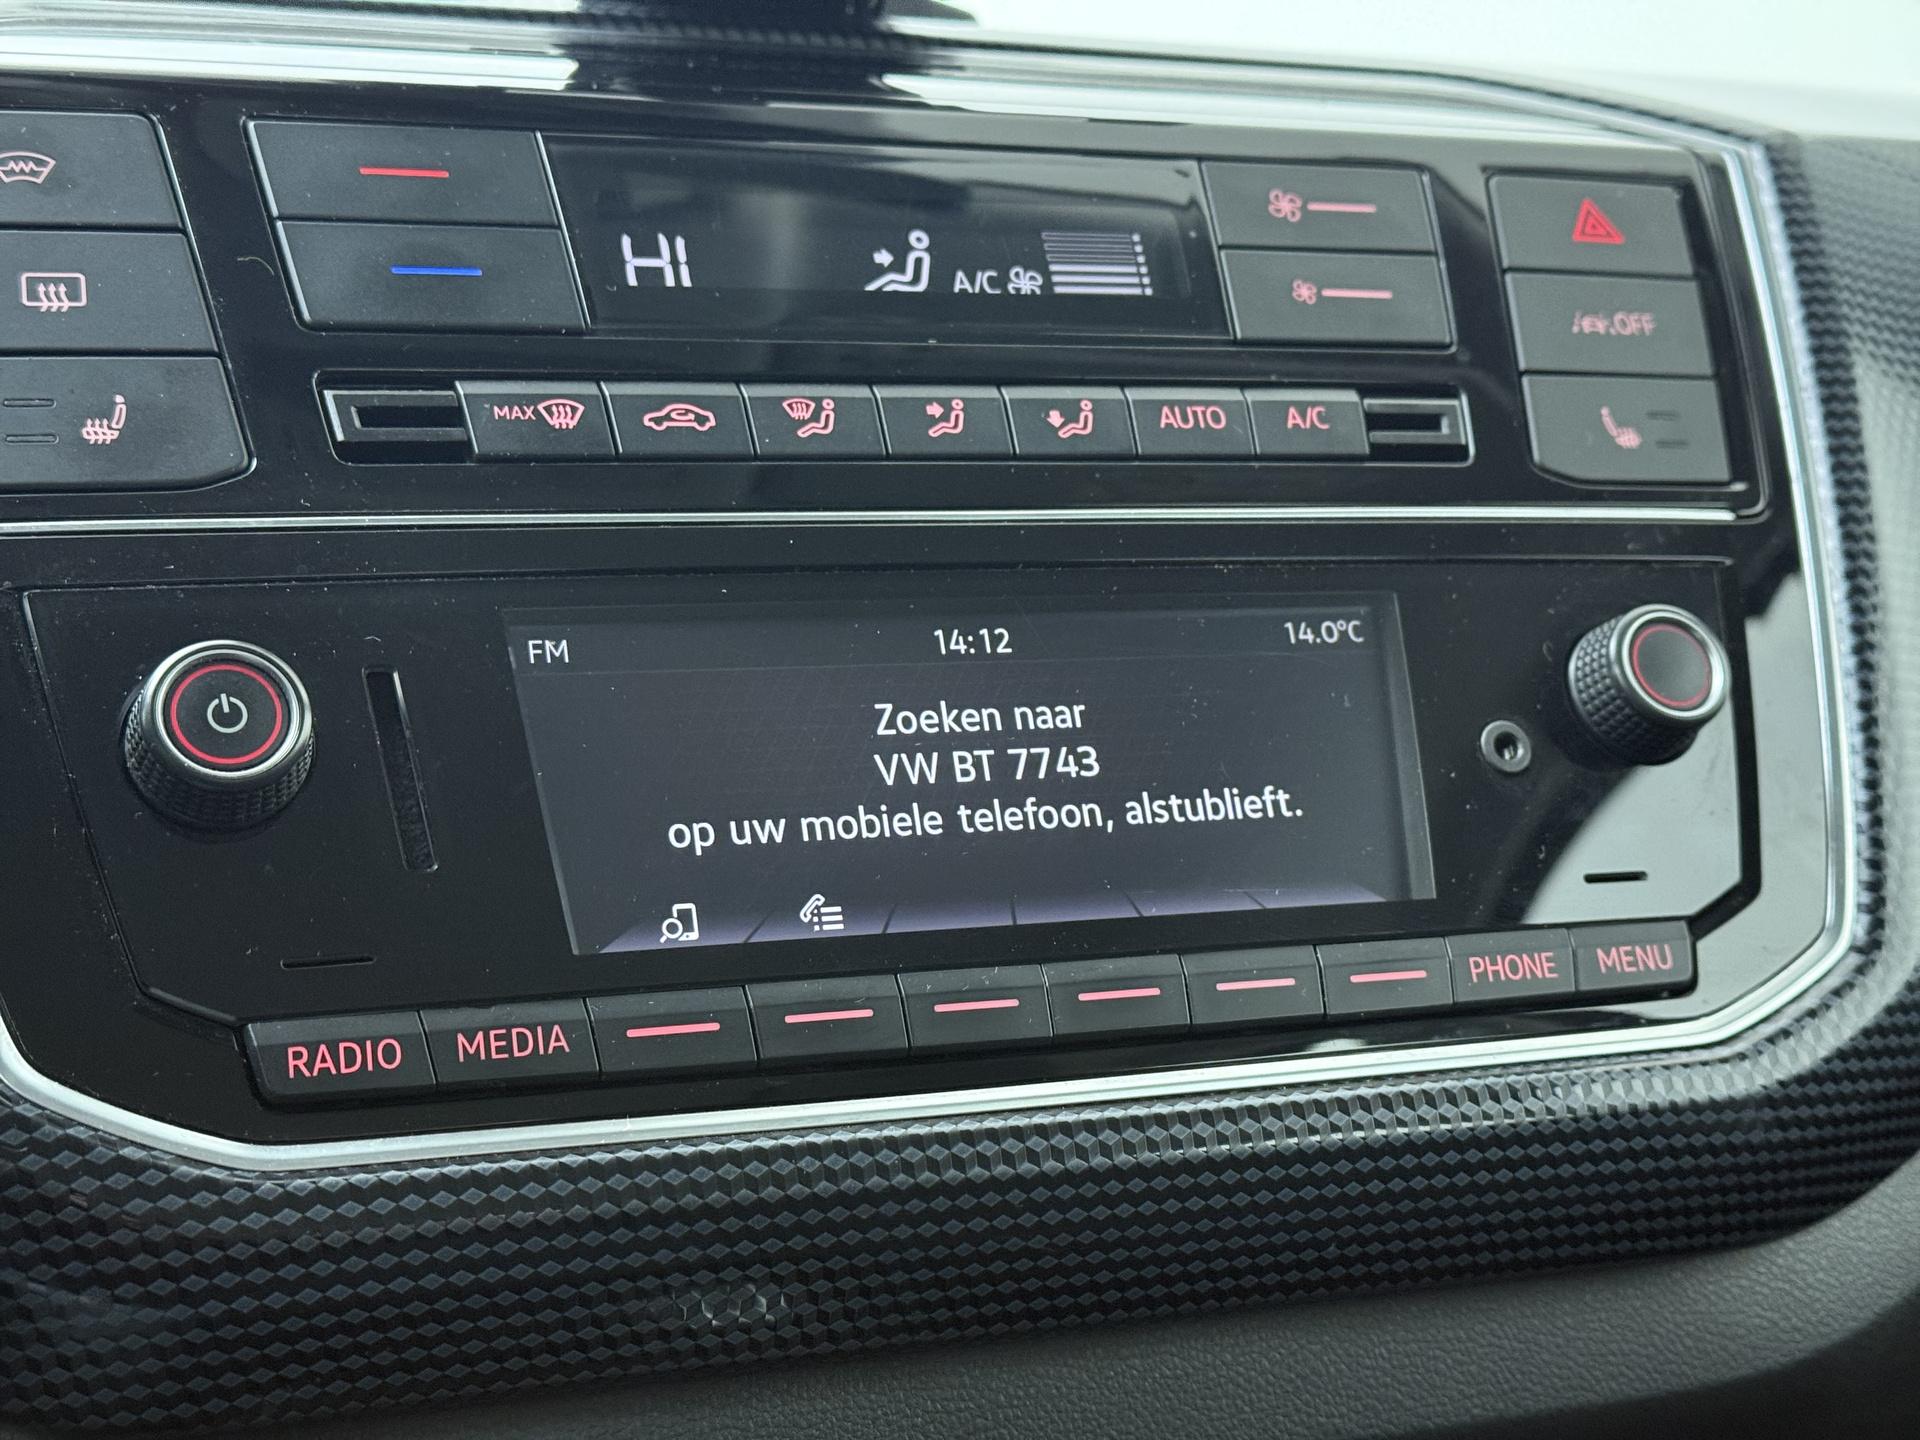 HI
A/C
OFF
MAX
AUTO
A/C
FM
14:12
14.0°C
Zoeken naar
VW BT 7743
op uw mobiele telefoon, alstublieft.
RADIO
MEDIA
PHONE
MENU